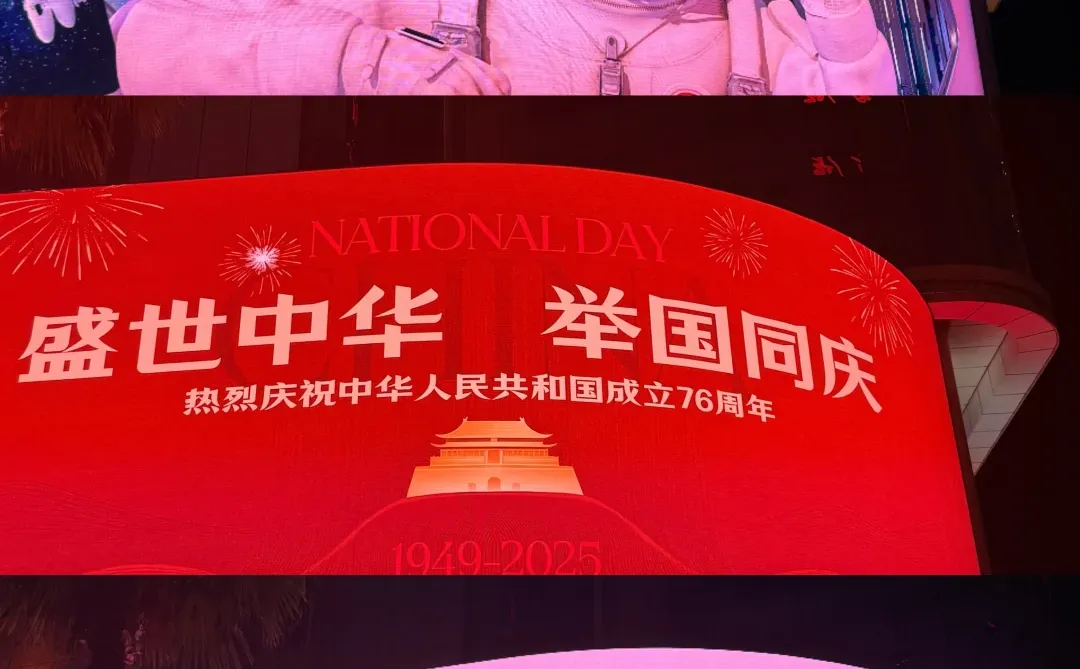 NATIONAL DAY
CHINA
盛世中华 举国同庆
热烈庆祝中华人民共和国成立76周年
1949-2025